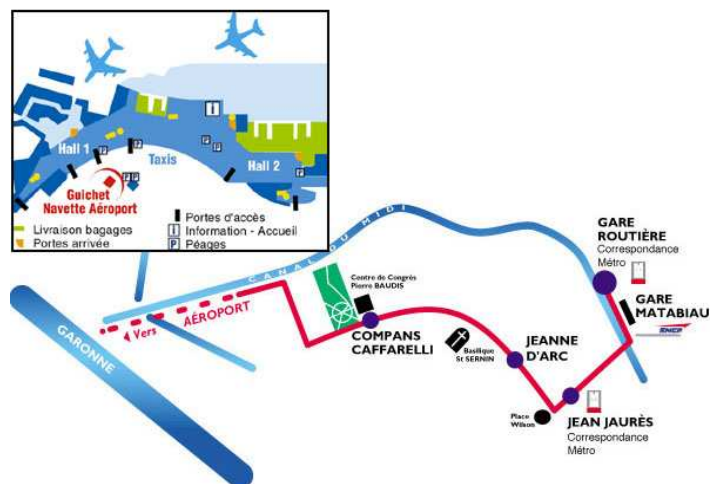 Hall 1
Taxis
Hall 2
Guichet
Navette Aéroport
Livraison bagages
Portes arrivée
Portes d'accès
i Information - Accueil
P Péages
P
P
P P
P
P
P
P
i
CANAL DU MIDI
GARONNE
Vers AÉROPORT
Centre de Congrès
Pierre BAUDIS
COMPANS
CAFFARELLI
Basilique
St SERNIN
JEANNE
D'ARC
Place
Wilson
JEAN JAURÈS
Correspondance
Métro
GARE
ROUTIÈRE
Correspondance
Métro
GARE
MATABIAU
SNCF